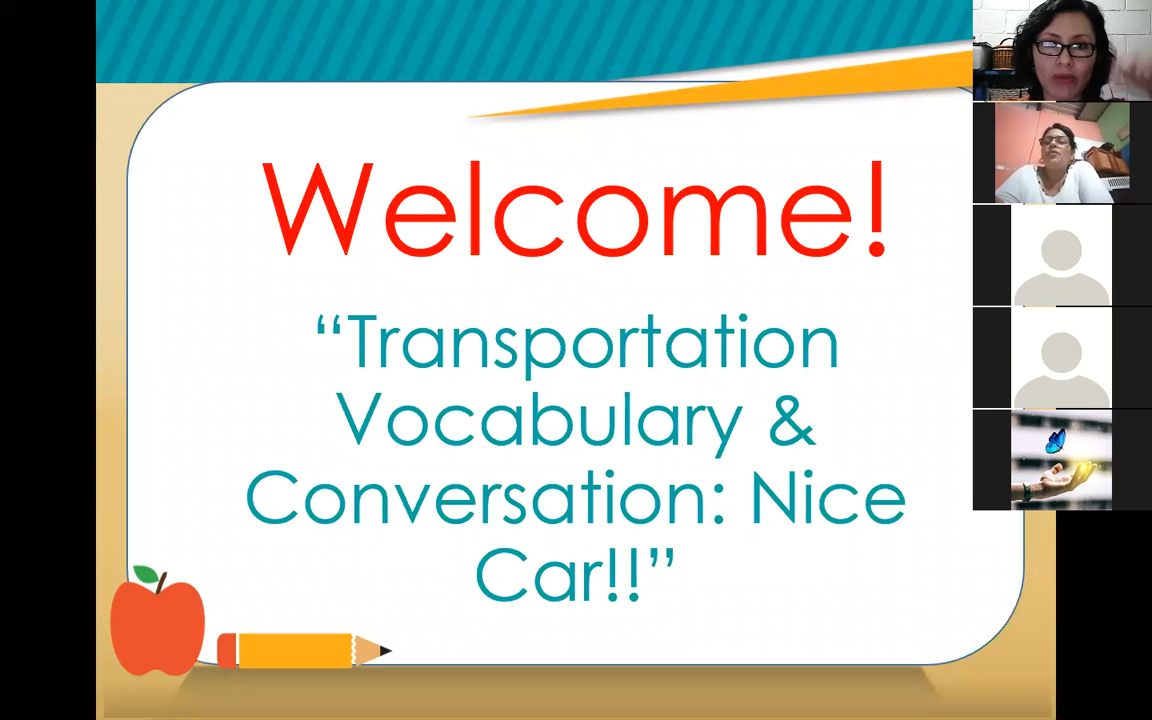 Welcome!
“Transportation
Vocabulary &
Conversation: Nice
Car!!”